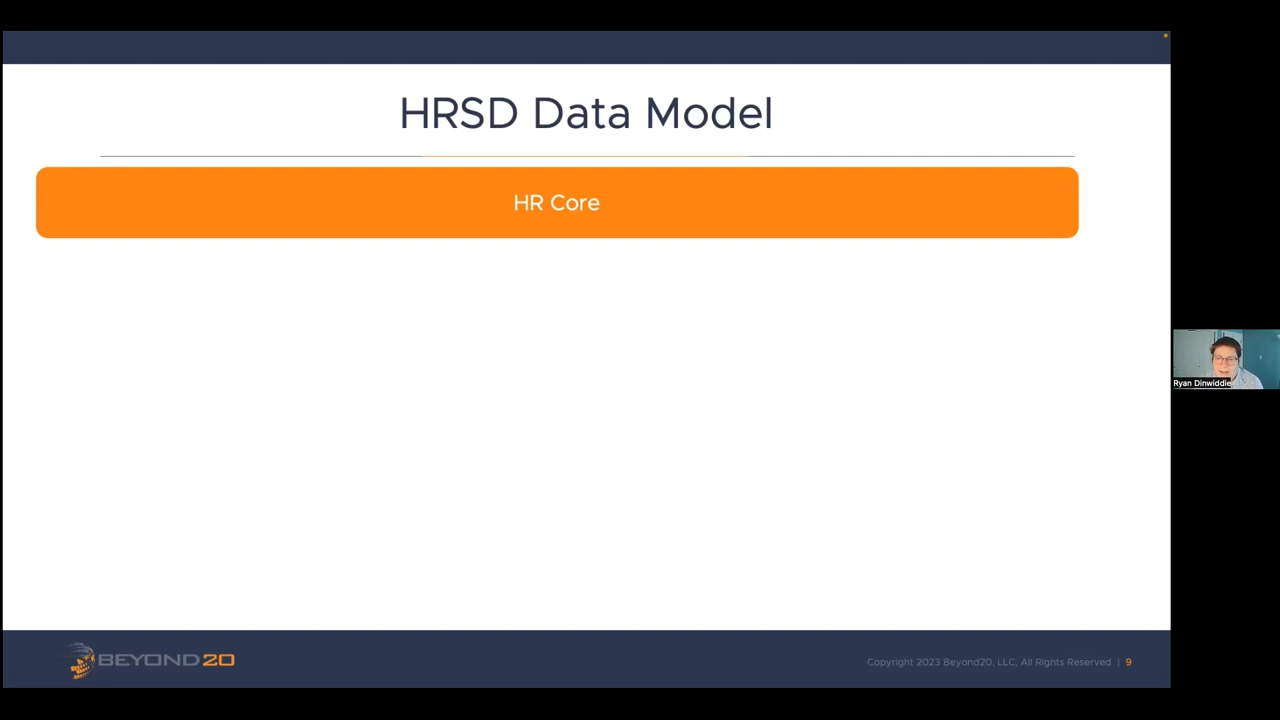 HRSD Data Model
HR Core
Ryan Dinwiddie
BEYOND20
Copyright 2023 Beyond20, LLC, All Rights Reserved | 9